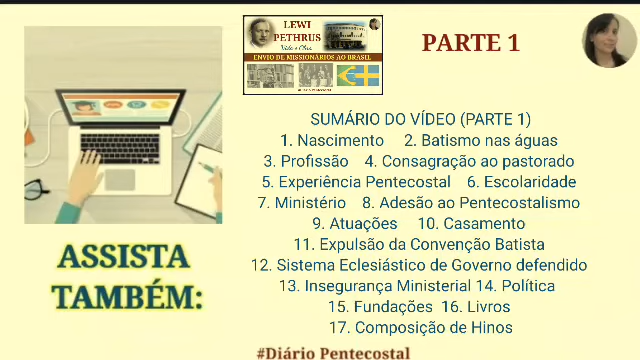 LEWI
PETHRUS
Vida e Obra
ENVIO DE MISSIONÁRIOS AO BRASIL
PARTE 1
SUMÁRIO DO VÍDEO (PARTE 1)
1. Nascimento 2. Batismo nas águas
3. Profissão 4. Consagração ao pastorado
5. Experiência Pentecostal 6. Escolaridade
7. Ministério 8. Adesão ao Pentecostalismo
9. Atuações 10. Casamento
11. Expulsão da Convenção Batista
12. Sistema Eclesiástico de Governo defendido
13. Insegurança Ministerial 14. Política
15. Fundações 16. Livros
17. Composição de Hinos
ASSISTA
TAMBÉM:
#Diário Pentecostal